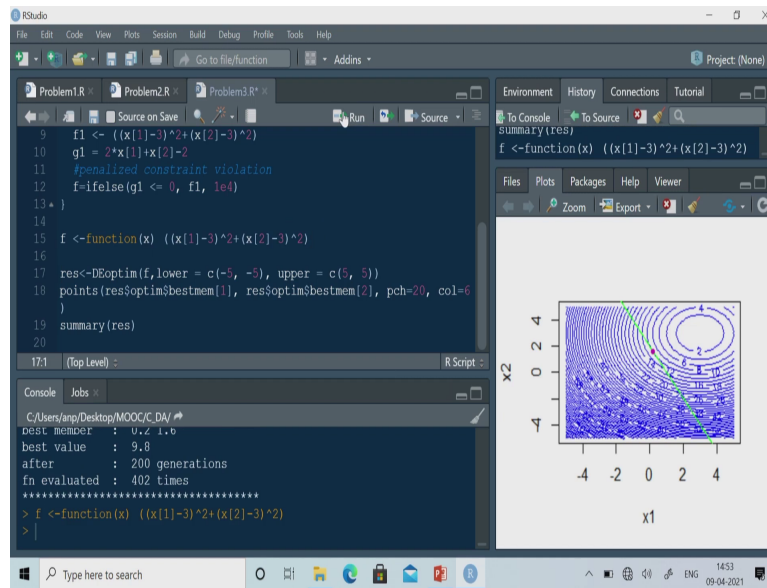 RStudio
File Edit Code View Plots Session Build Debug Profile Tools Help
Go to file/function Addins Project: (None)
Problem1.R Problem2.R Problem3.R*
Source on Save Run Source
9 f1 <- ((x[1]-3)^2+(x[2]-3)^2)
10 g1 = 2*x[1]+x[2]-2
11 #penalized constraint violation
12 f=ifelse(g1 <= 0, f1, 1e4)
13 }
14
15 f <-function(x) ((x[1]-3)^2+(x[2]-3)^2)
16
17 res<-DEoptim(f,lower = c(-5, -5), upper = c(5, 5))
18 points(res$optim$bestmem[1], res$optim$bestmem[2], pch=20, col=6
)
19 summary(res)
20
17:1 (Top Level) R Script
Console Jobs
C:/Users/anp/Desktop/MOOC/C_DA/
best member : 0.2 1.6
best value : 9.8
after : 200 generations
fn evaluated : 402 times
***************************************
> f <-function(x) ((x[1]-3)^2+(x[2]-3)^2)
>
Environment History Connections Tutorial
To Console To Source
summary(res)
f <-function(x) ((x[1]-3)^2+(x[2]-3)^2)
Files Plots Packages Help Viewer
Zoom Export
x2
4
2
0
-4
-4 -2 0 2 4
x1
Type here to search
ENG 14:53
09-04-2021